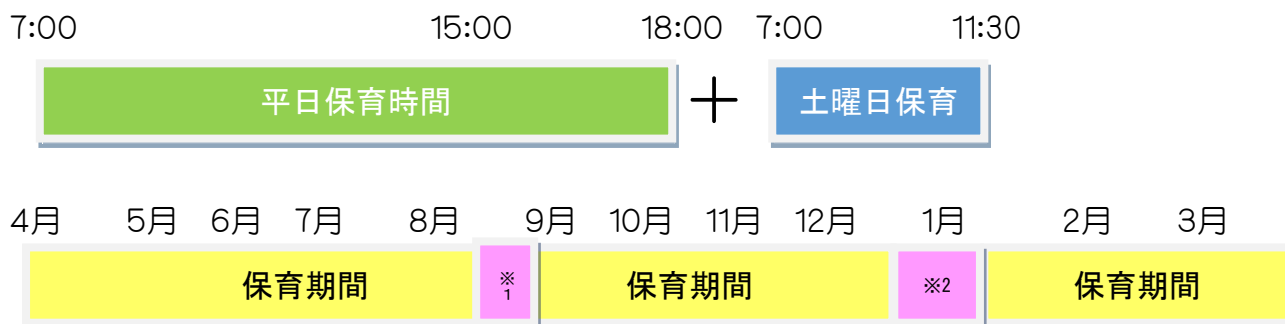 7:00 15:00 18:00 7:00 11:30
平日保育時間 + 土曜日保育
4月 5月 6月 7月 8月 9月 10月 11月 12月 1月 2月 3月
保育期間 ※1 保育期間 ※2 保育期間